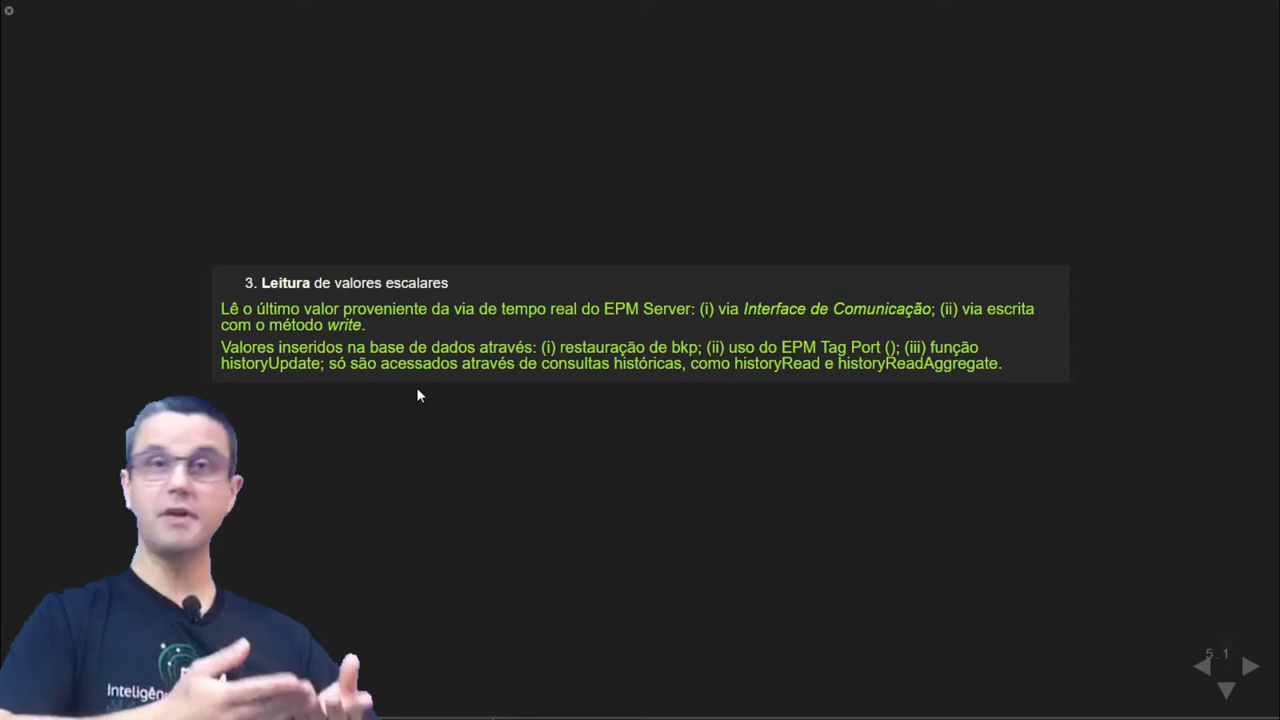 3. Leitura de valores escalares
Lê o último valor proveniente da via de tempo real do EPM Server: (i) via Interface de Comunicação; (ii) via escrita
com o método write.
Valores inseridos na base de dados através: (i) restauração de bkp; (ii) uso do EPM Tag Port (); (iii) função
historyUpdate; só são acessados através de consultas históricas, como historyRead e historyReadAggregate.
5.1